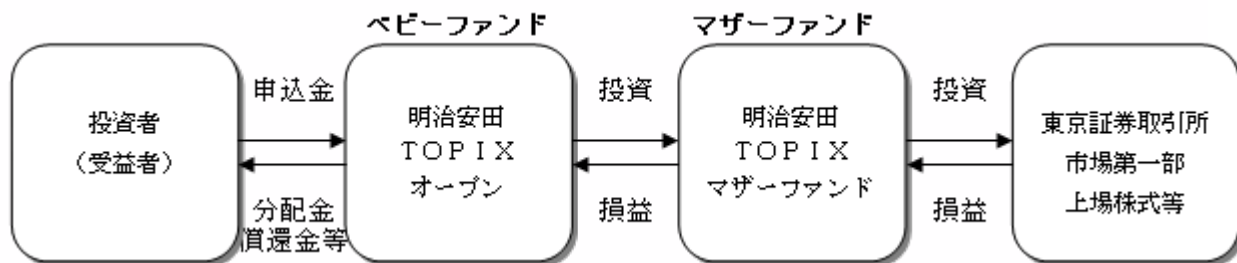 ベビーファンド
マザーファンド
投資者
（受益者）
申込金
分配金
償還金等
明治安田
ＴＯＰＩＸ
オープン
投資
損益
明治安田
ＴＯＰＩＸ
マザーファンド
投資
損益
東京証券取引所
市場第一部
上場株式等